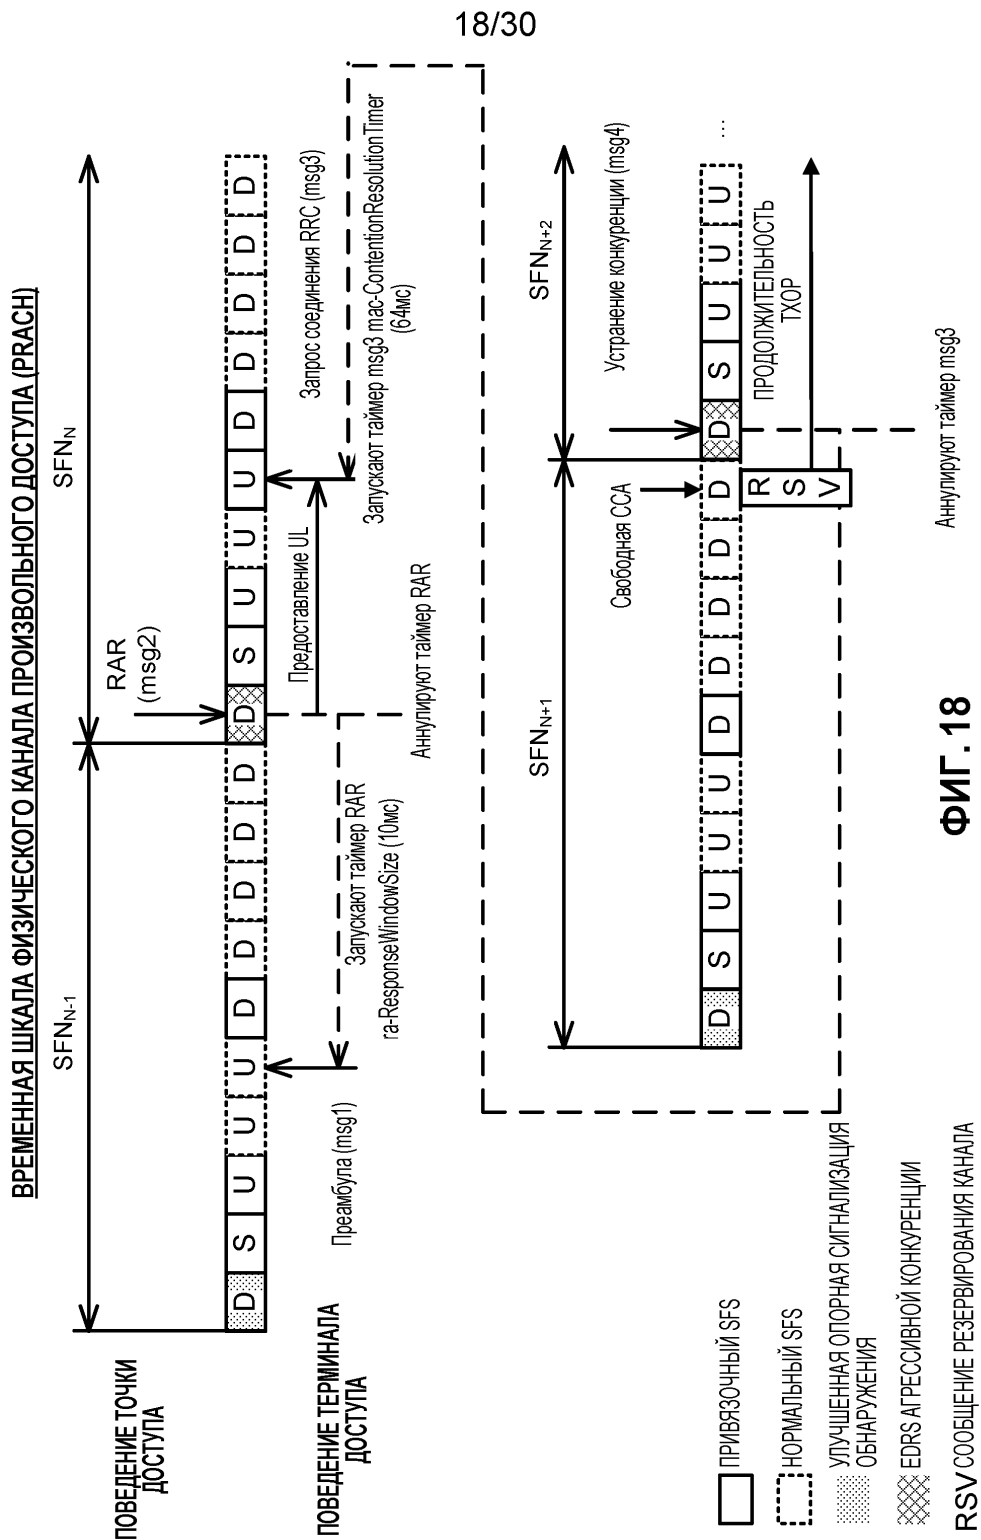 18/30
ВРЕМЕННАЯ ШКАЛА ФИЗИЧЕСКОГО КАНАЛА ПРОИЗВОЛЬНОГО ДОСТУПА (PRACH)
SFN_N-1
SFN_N
ПОВЕДЕНИЕ ТОЧКИ
ДОСТУПА
RAR
(msg2)
D S U U U D D D D D D S U U U D D D D D
ПОВЕДЕНИЕ ТЕРМИНАЛА
ДОСТУПА
Преамбула (msg1)
Запускают таймер RAR
ra-ResponseWindowSize (10мс)
Аннулируют таймер RAR
Предоставление UL
Запрос соединения RRC (msg3)
Запускают таймер msg3 mac-ContentionResolutionTimer
(64мс)
SFN_N+1
SFN_N+2
Свободная CCA
Устранение конкуренции (msg4)
D S U U U D D D D D D S U U U ...
RSV
ПРОДОЛЖИТЕЛЬНОСТЬ
TXOP
Аннулируют таймер msg3
ПРИВЯЗОЧНЫЙ SFS
НОРМАЛЬНЫЙ SFS
УЛУЧШЕННАЯ ОПОРНАЯ СИГНАЛИЗАЦИЯ
ОБНАРУЖЕНИЯ
EDRS АГРЕССИВНОЙ КОНКУРЕНЦИИ
RSV СООБЩЕНИЕ РЕЗЕРВИРОВАНИЯ КАНАЛА
ФИГ. 18